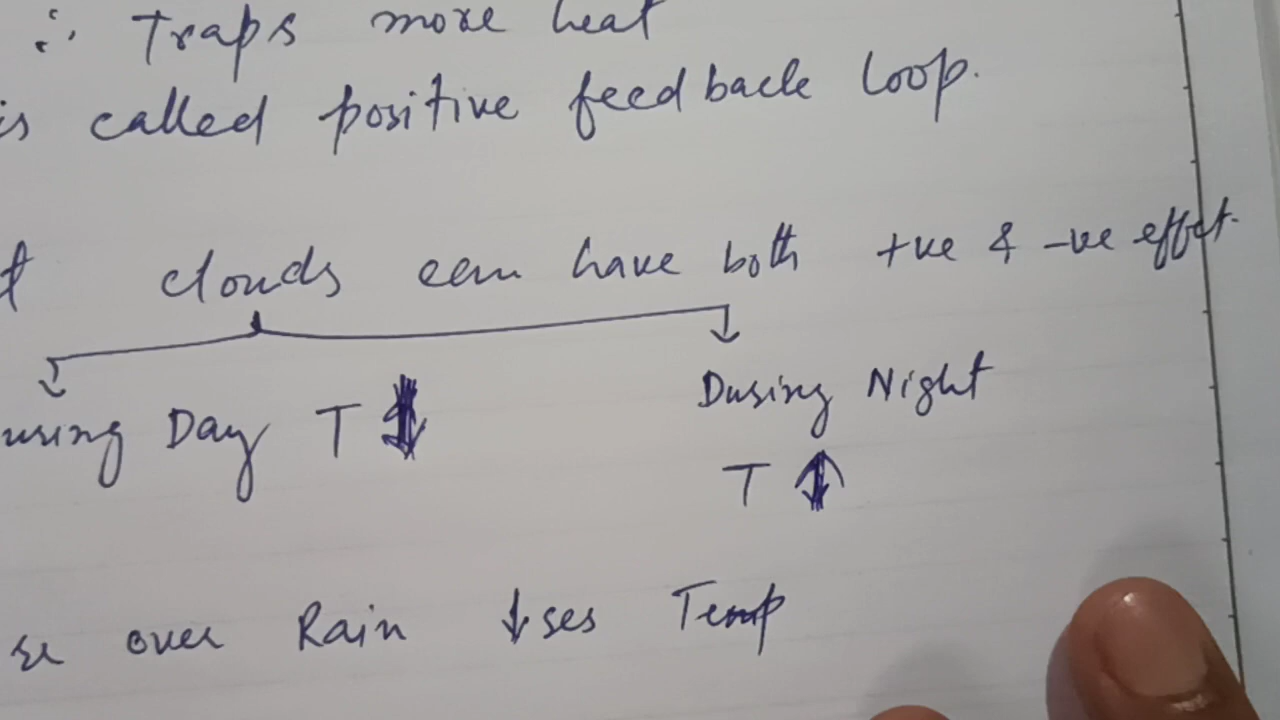 ∴ Traps more heat
is called positive feedback loop.
clouds can have both +ve & -ve effect.
During Day T ↓
During Night
T ↑
over Rain ↓ses Temp